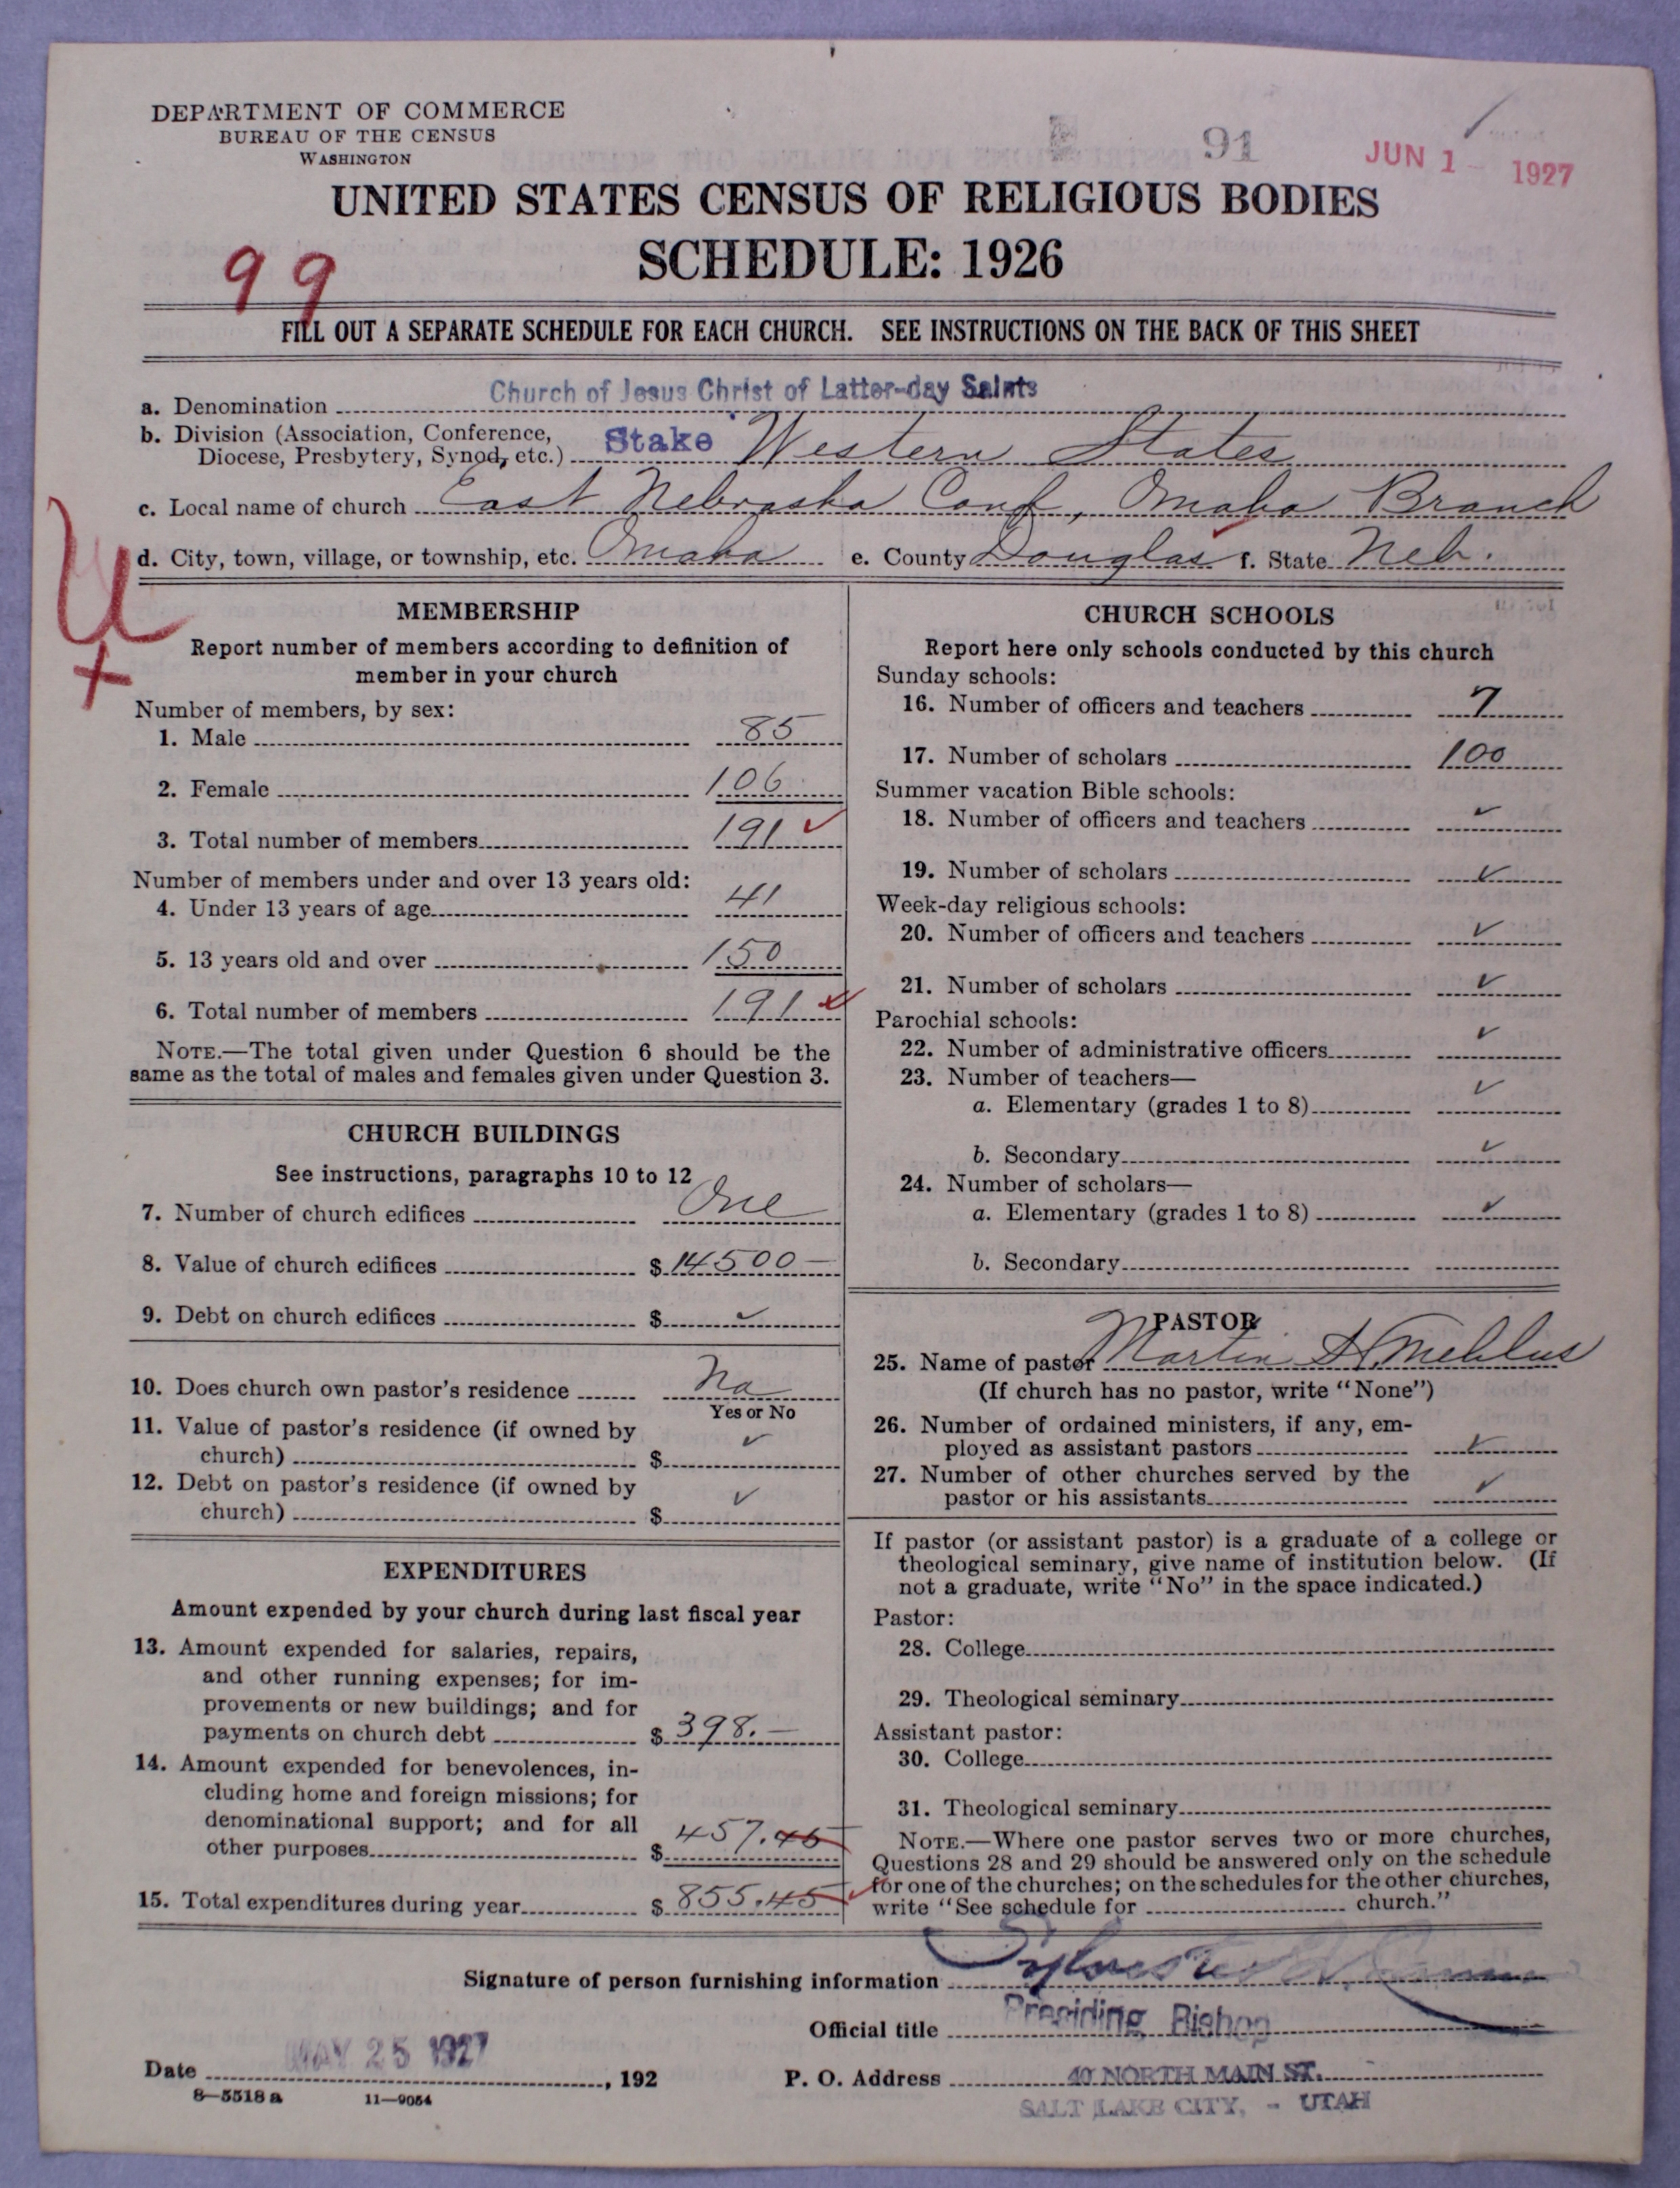 DEPARTMENT OF COMMERCE
BUREAU OF THE CENSUS
WASHINGTON
91
JUN 1 - 1927
UNITED STATES CENSUS OF RELIGIOUS BODIES
SCHEDULE: 1926
99
FILL OUT A SEPARATE SCHEDULE FOR EACH CHURCH. SEE INSTRUCTIONS ON THE BACK OF THIS SHEET
a. Denomination Church of Jesus Christ of Latter-day Saints
b. Division (Association, Conference,
Diocese, Presbytery, Synod, etc.) Stake Western States
c. Local name of church East Nebraska Conf, Omaha Branch
d. City, town, village, or township, etc. Omaha e. County Douglas f. State Neb.
U
+
MEMBERSHIP
Report number of members according to definition of
member in your church
Number of members, by sex:
1. Male 85
2. Female 106
3. Total number of members 191 ✓
Number of members under and over 13 years old:
4. Under 13 years of age 41
5. 13 years old and over 150
6. Total number of members 191 ✓
NOTE.—The total given under Question 6 should be the
same as the total of males and females given under Question 3.
CHURCH BUILDINGS
See instructions, paragraphs 10 to 12
7. Number of church edifices One
8. Value of church edifices $ 14500—
9. Debt on church edifices $ ✓
10. Does church own pastor's residence No
Yes or No
11. Value of pastor's residence (if owned by
church) $ ✓
12. Debt on pastor's residence (if owned by
church) $ ✓
EXPENDITURES
Amount expended by your church during last fiscal year
13. Amount expended for salaries, repairs,
and other running expenses; for im-
provements or new buildings; and for
payments on church debt $ 398.—
14. Amount expended for benevolences, in-
cluding home and foreign missions; for
denominational support; and for all
other purposes $ 457.45
15. Total expenditures during year $ 855.45 ✓
CHURCH SCHOOLS
Report here only schools conducted by this church
Sunday schools:
16. Number of officers and teachers 7
17. Number of scholars 100
Summer vacation Bible schools:
18. Number of officers and teachers ✓
19. Number of scholars ✓
Week-day religious schools:
20. Number of officers and teachers ✓
21. Number of scholars ✓
Parochial schools:
22. Number of administrative officers ✓
23. Number of teachers—
a. Elementary (grades 1 to 8) ✓
b. Secondary ✓
24. Number of scholars—
a. Elementary (grades 1 to 8) ✓
b. Secondary
PASTOR
25. Name of pastor Martin
(If church has no pastor, write "None")
26. Number of ordained ministers, if any, em-
ployed as assistant pastors ✓
27. Number of other churches served by the
pastor or his assistants ✓
If pastor (or assistant pastor) is a graduate of a college or
theological seminary, give name of institution below. (If
not a graduate, write "No" in the space indicated.)
Pastor:
28. College
29. Theological seminary
Assistant pastor:
30. College
31. Theological seminary
NOTE.—Where one pastor serves two or more churches,
Questions 28 and 29 should be answered only on the schedule
for one of the churches; on the schedules for the other churches,
write "See schedule for church."
Signature of person furnishing information Sylvester
Official title Presiding Bishop
Date MAY 25 1927, 192
P. O. Address 40 NORTH MAIN ST.
SALT LAKE CITY, - UTAH
8—5518 a 11—9054